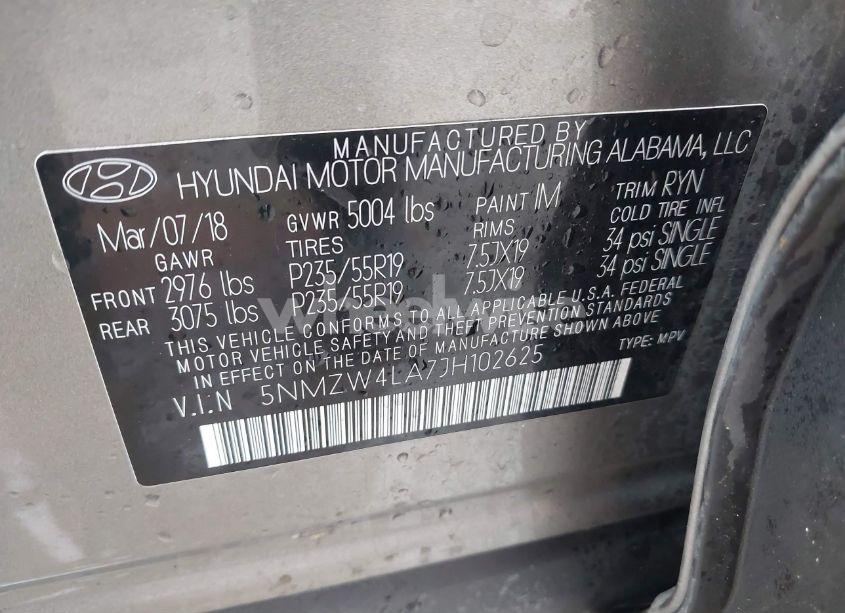 MANUFACTURED BY
HYUNDAI MOTOR MANUFACTURING ALABAMA, LLC
Mar/07/18 GVWR 5004 lbs PAINT IM TRIM RYN
GAWR TIRES RIMS COLD TIRE INFL
FRONT 2976 lbs P235/55R19 7.5JX19 34 psi SINGLE
REAR 3075 lbs P235/55R19 7.5JX19 34 psi SINGLE
THIS VEHICLE CONFORMS TO ALL APPLICABLE U.S.A. FEDERAL
MOTOR VEHICLE SAFETY AND THEFT PREVENTION STANDARDS
IN EFFECT ON THE DATE OF MANUFACTURE SHOWN ABOVE
V.I.N 5NMZW4LA7JH102625 TYPE: MPV